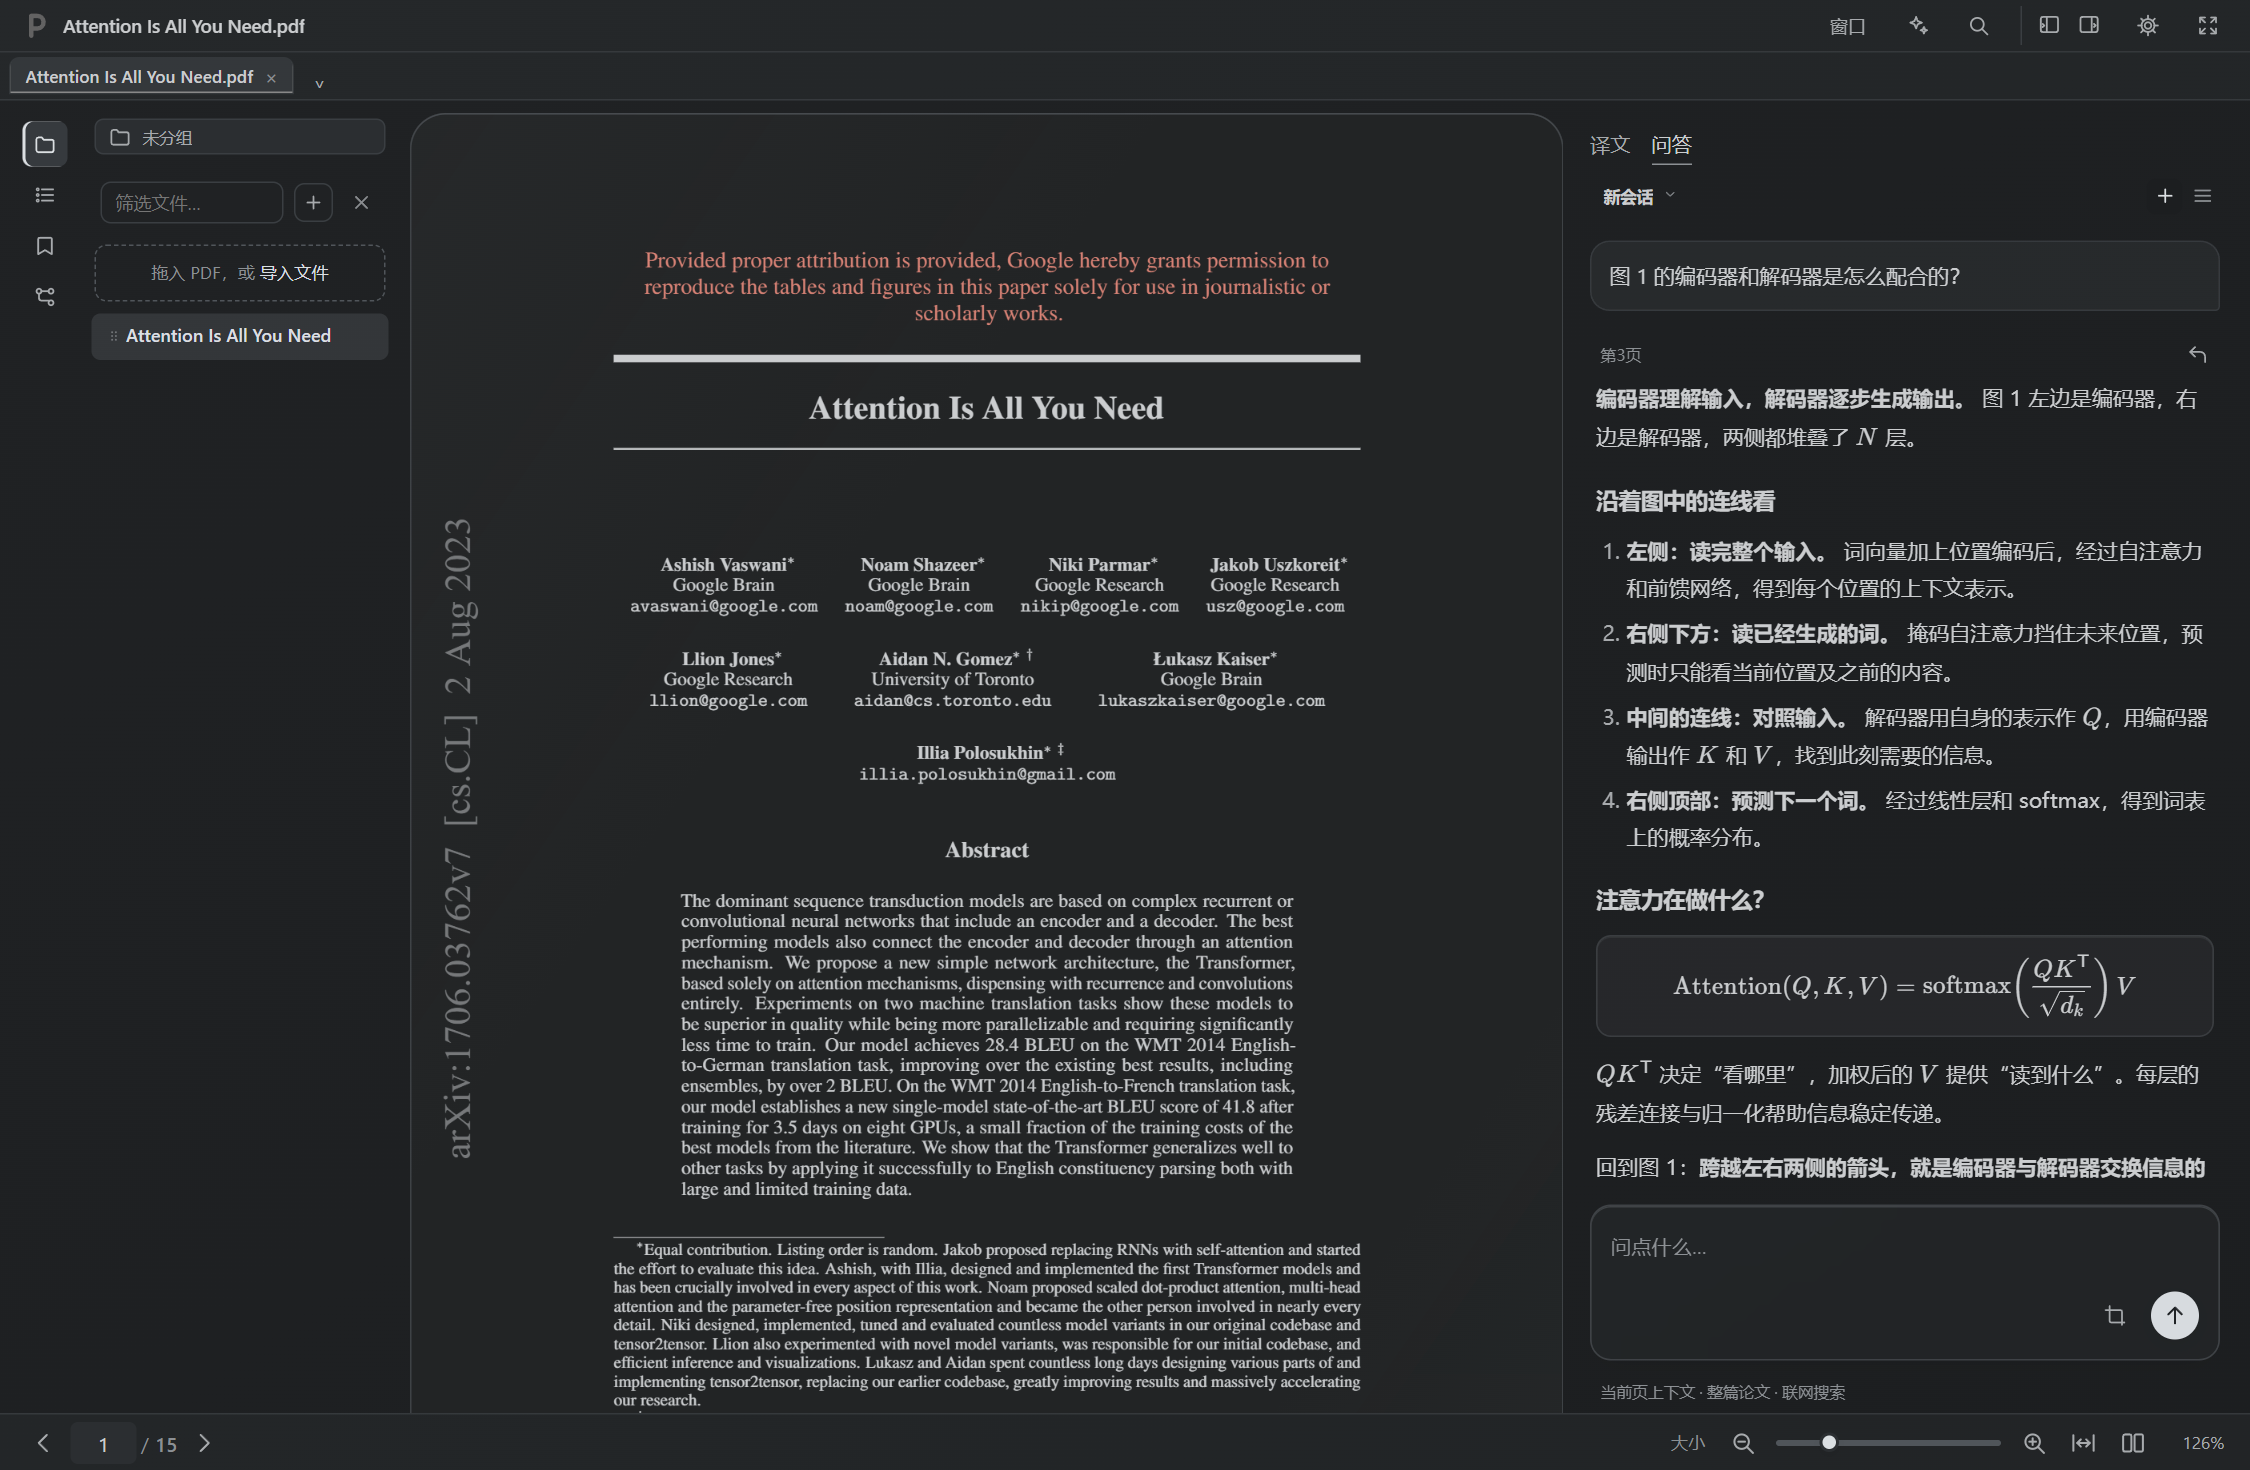 Attention Is All You Need.pdf
窗口
Attention Is All You Need.pdf ×
未分组
筛选文件...
拖入 PDF，或 导入文件
Attention Is All You Need
arXiv:1706.03762v7 [cs.CL] 2 Aug 2023
Provided proper attribution is provided, Google hereby grants permission to
reproduce the tables and figures in this paper solely for use in journalistic or
scholarly works.
Attention Is All You Need
Ashish Vaswani* Noam Shazeer* Niki Parmar* Jakob Uszkoreit*
Google Brain Google Brain Google Research Google Research
avaswani@google.com noam@google.com nikip@google.com usz@google.com
Llion Jones* Aidan N. Gomez* † Łukasz Kaiser*
Google Research University of Toronto Google Brain
llion@google.com aidan@cs.toronto.edu lukaszkaiser@google.com
Illia Polosukhin* ‡
illia.polosukhin@gmail.com
Abstract
The dominant sequence transduction models are based on complex recurrent or
convolutional neural networks that include an encoder and a decoder. The best
performing models also connect the encoder and decoder through an attention
mechanism. We propose a new simple network architecture, the Transformer,
based solely on attention mechanisms, dispensing with recurrence and convolutions
entirely. Experiments on two machine translation tasks show these models to
be superior in quality while being more parallelizable and requiring significantly
less time to train. Our model achieves 28.4 BLEU on the WMT 2014 English-
to-German translation task, improving over the existing best results, including
ensembles, by over 2 BLEU. On the WMT 2014 English-to-French translation task,
our model establishes a new single-model state-of-the-art BLEU score of 41.8 after
training for 3.5 days on eight GPUs, a small fraction of the training costs of the
best models from the literature. We show that the Transformer generalizes well to
other tasks by applying it successfully to English constituency parsing both with
large and limited training data.
*Equal contribution. Listing order is random. Jakob proposed replacing RNNs with self-attention and started
the effort to evaluate this idea. Ashish, with Illia, designed and implemented the first Transformer models and
has been crucially involved in every aspect of this work. Noam proposed scaled dot-product attention, multi-head
attention and the parameter-free position representation and became the other person involved in nearly every
detail. Niki designed, implemented, tuned and evaluated countless model variants in our original codebase and
tensor2tensor. Llion also experimented with novel model variants, was responsible for our initial codebase, and
efficient inference and visualizations. Lukasz and Aidan spent countless long days designing various parts of and
implementing tensor2tensor, replacing our earlier codebase, greatly improving results and massively accelerating
our research.
译文 问答
新会话
图 1 的编码器和解码器是怎么配合的？
第3页
编码器理解输入，解码器逐步生成输出。 图 1 左边是编码器，右
边是解码器，两侧都堆叠了 N 层。
沿着图中的连线看
1. 左侧：读完整个输入。 词向量加上位置编码后，经过自注意力
和前馈网络，得到每个位置的上下文表示。
2. 右侧下方：读已经生成的词。 掩码自注意力挡住未来位置，预
测时只能看当前位置及之前的内容。
3. 中间的连线：对照输入。 解码器用自身的表示作 Q，用编码器
输出作 K 和 V，找到此刻需要的信息。
4. 右侧顶部：预测下一个词。 经过线性层和 softmax，得到词表
上的概率分布。
注意力在做什么？
Attention(Q, K, V) = softmax(QK⊤/√dₖ) V
QK⊤ 决定“看哪里”，加权后的 V 提供“读到什么”。每层的
残差连接与归一化帮助信息稳定传递。
回到图 1：跨越左右两侧的箭头，就是编码器与解码器交换信息的
问点什么...
当前页上下文 · 整篇论文 · 联网搜索
1 / 15
大小
126%